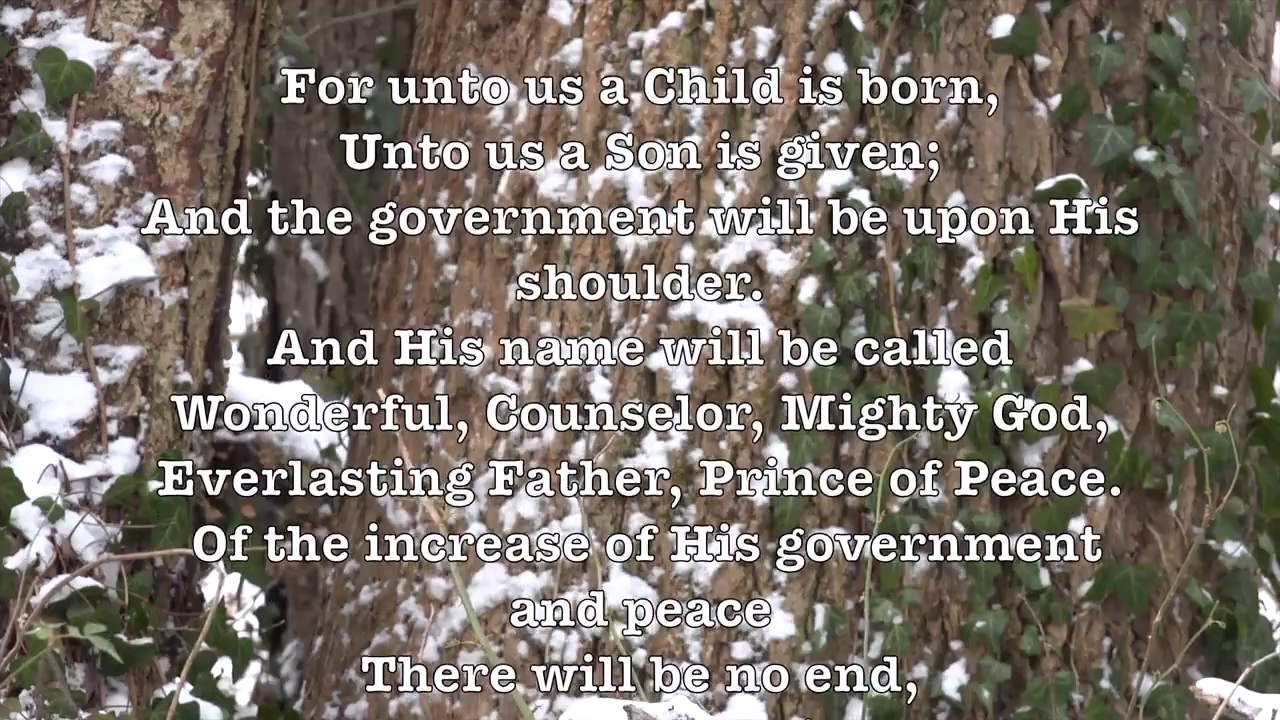 For unto us a Child is born,
Unto us a Son is given;
And the government will be upon His
shoulder.
And His name will be called
Wonderful, Counselor, Mighty God,
Everlasting Father, Prince of Peace.
Of the increase of His government
and peace
There will be no end,